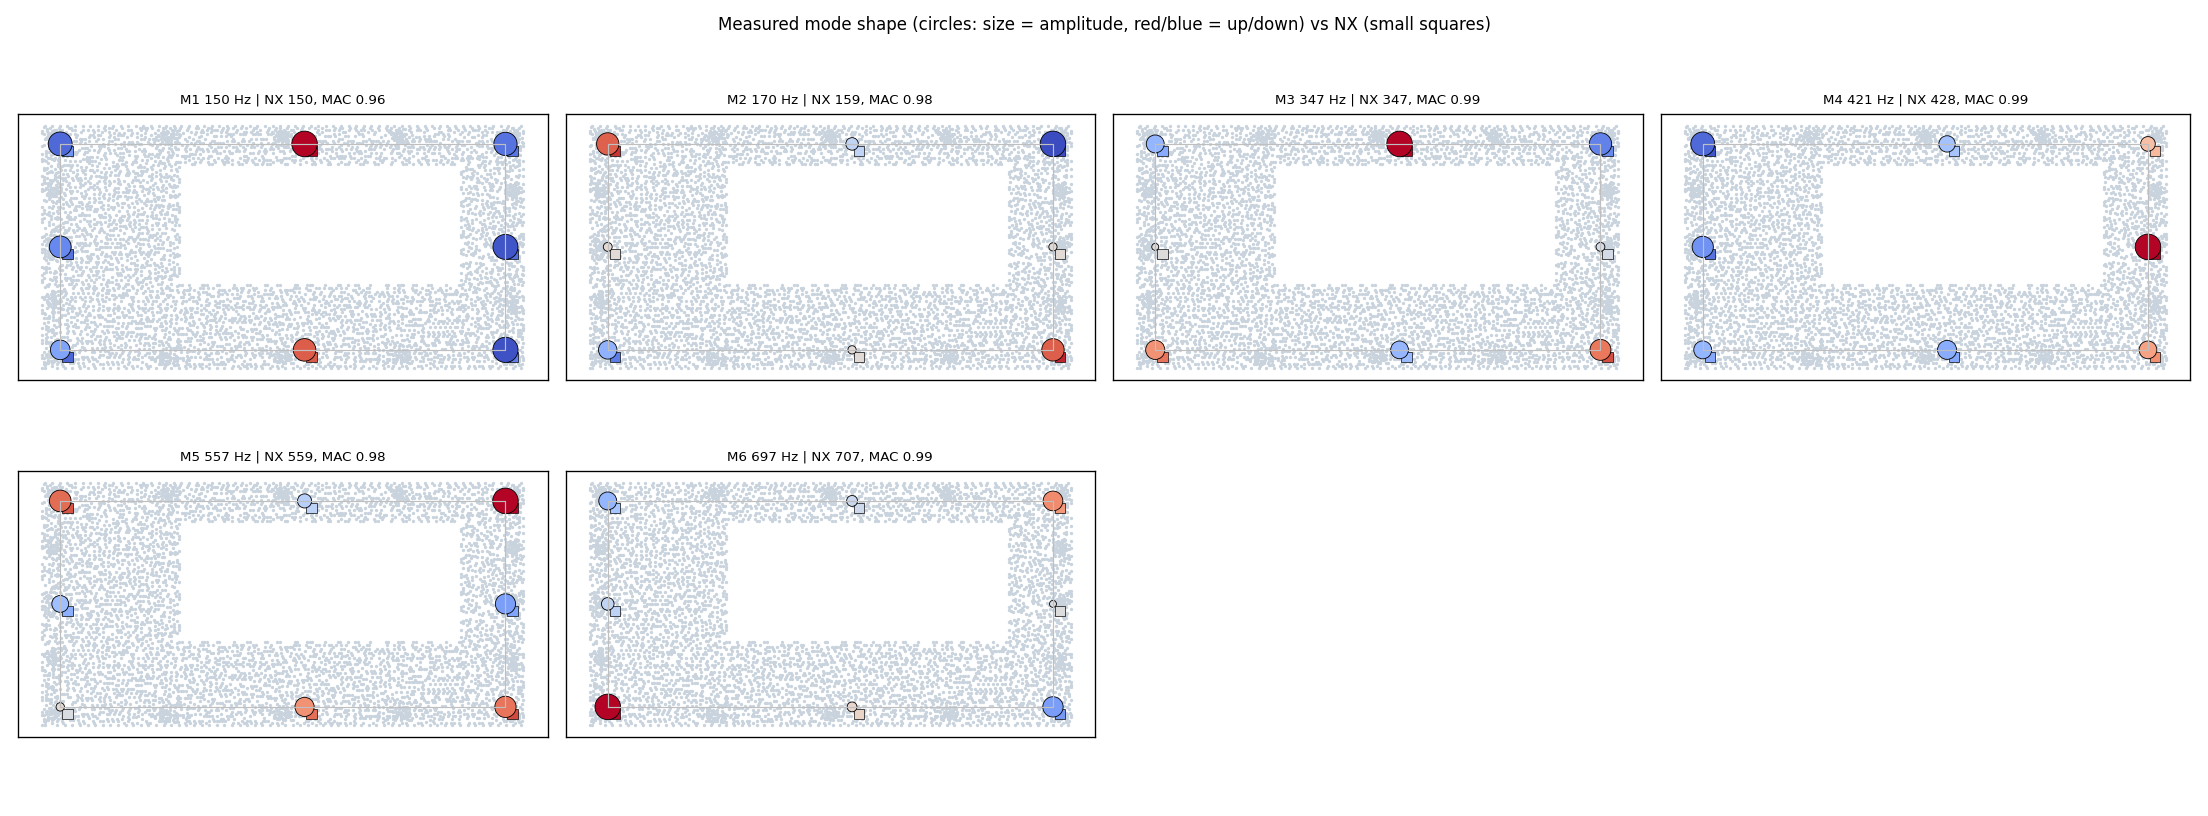 Measured mode shape (circles: size = amplitude, red/blue = up/down) vs NX (small squares)
M1 150 Hz | NX 150, MAC 0.96
M2 170 Hz | NX 159, MAC 0.98
M3 347 Hz | NX 347, MAC 0.99
M4 421 Hz | NX 428, MAC 0.99
M5 557 Hz | NX 559, MAC 0.98
M6 697 Hz | NX 707, MAC 0.99